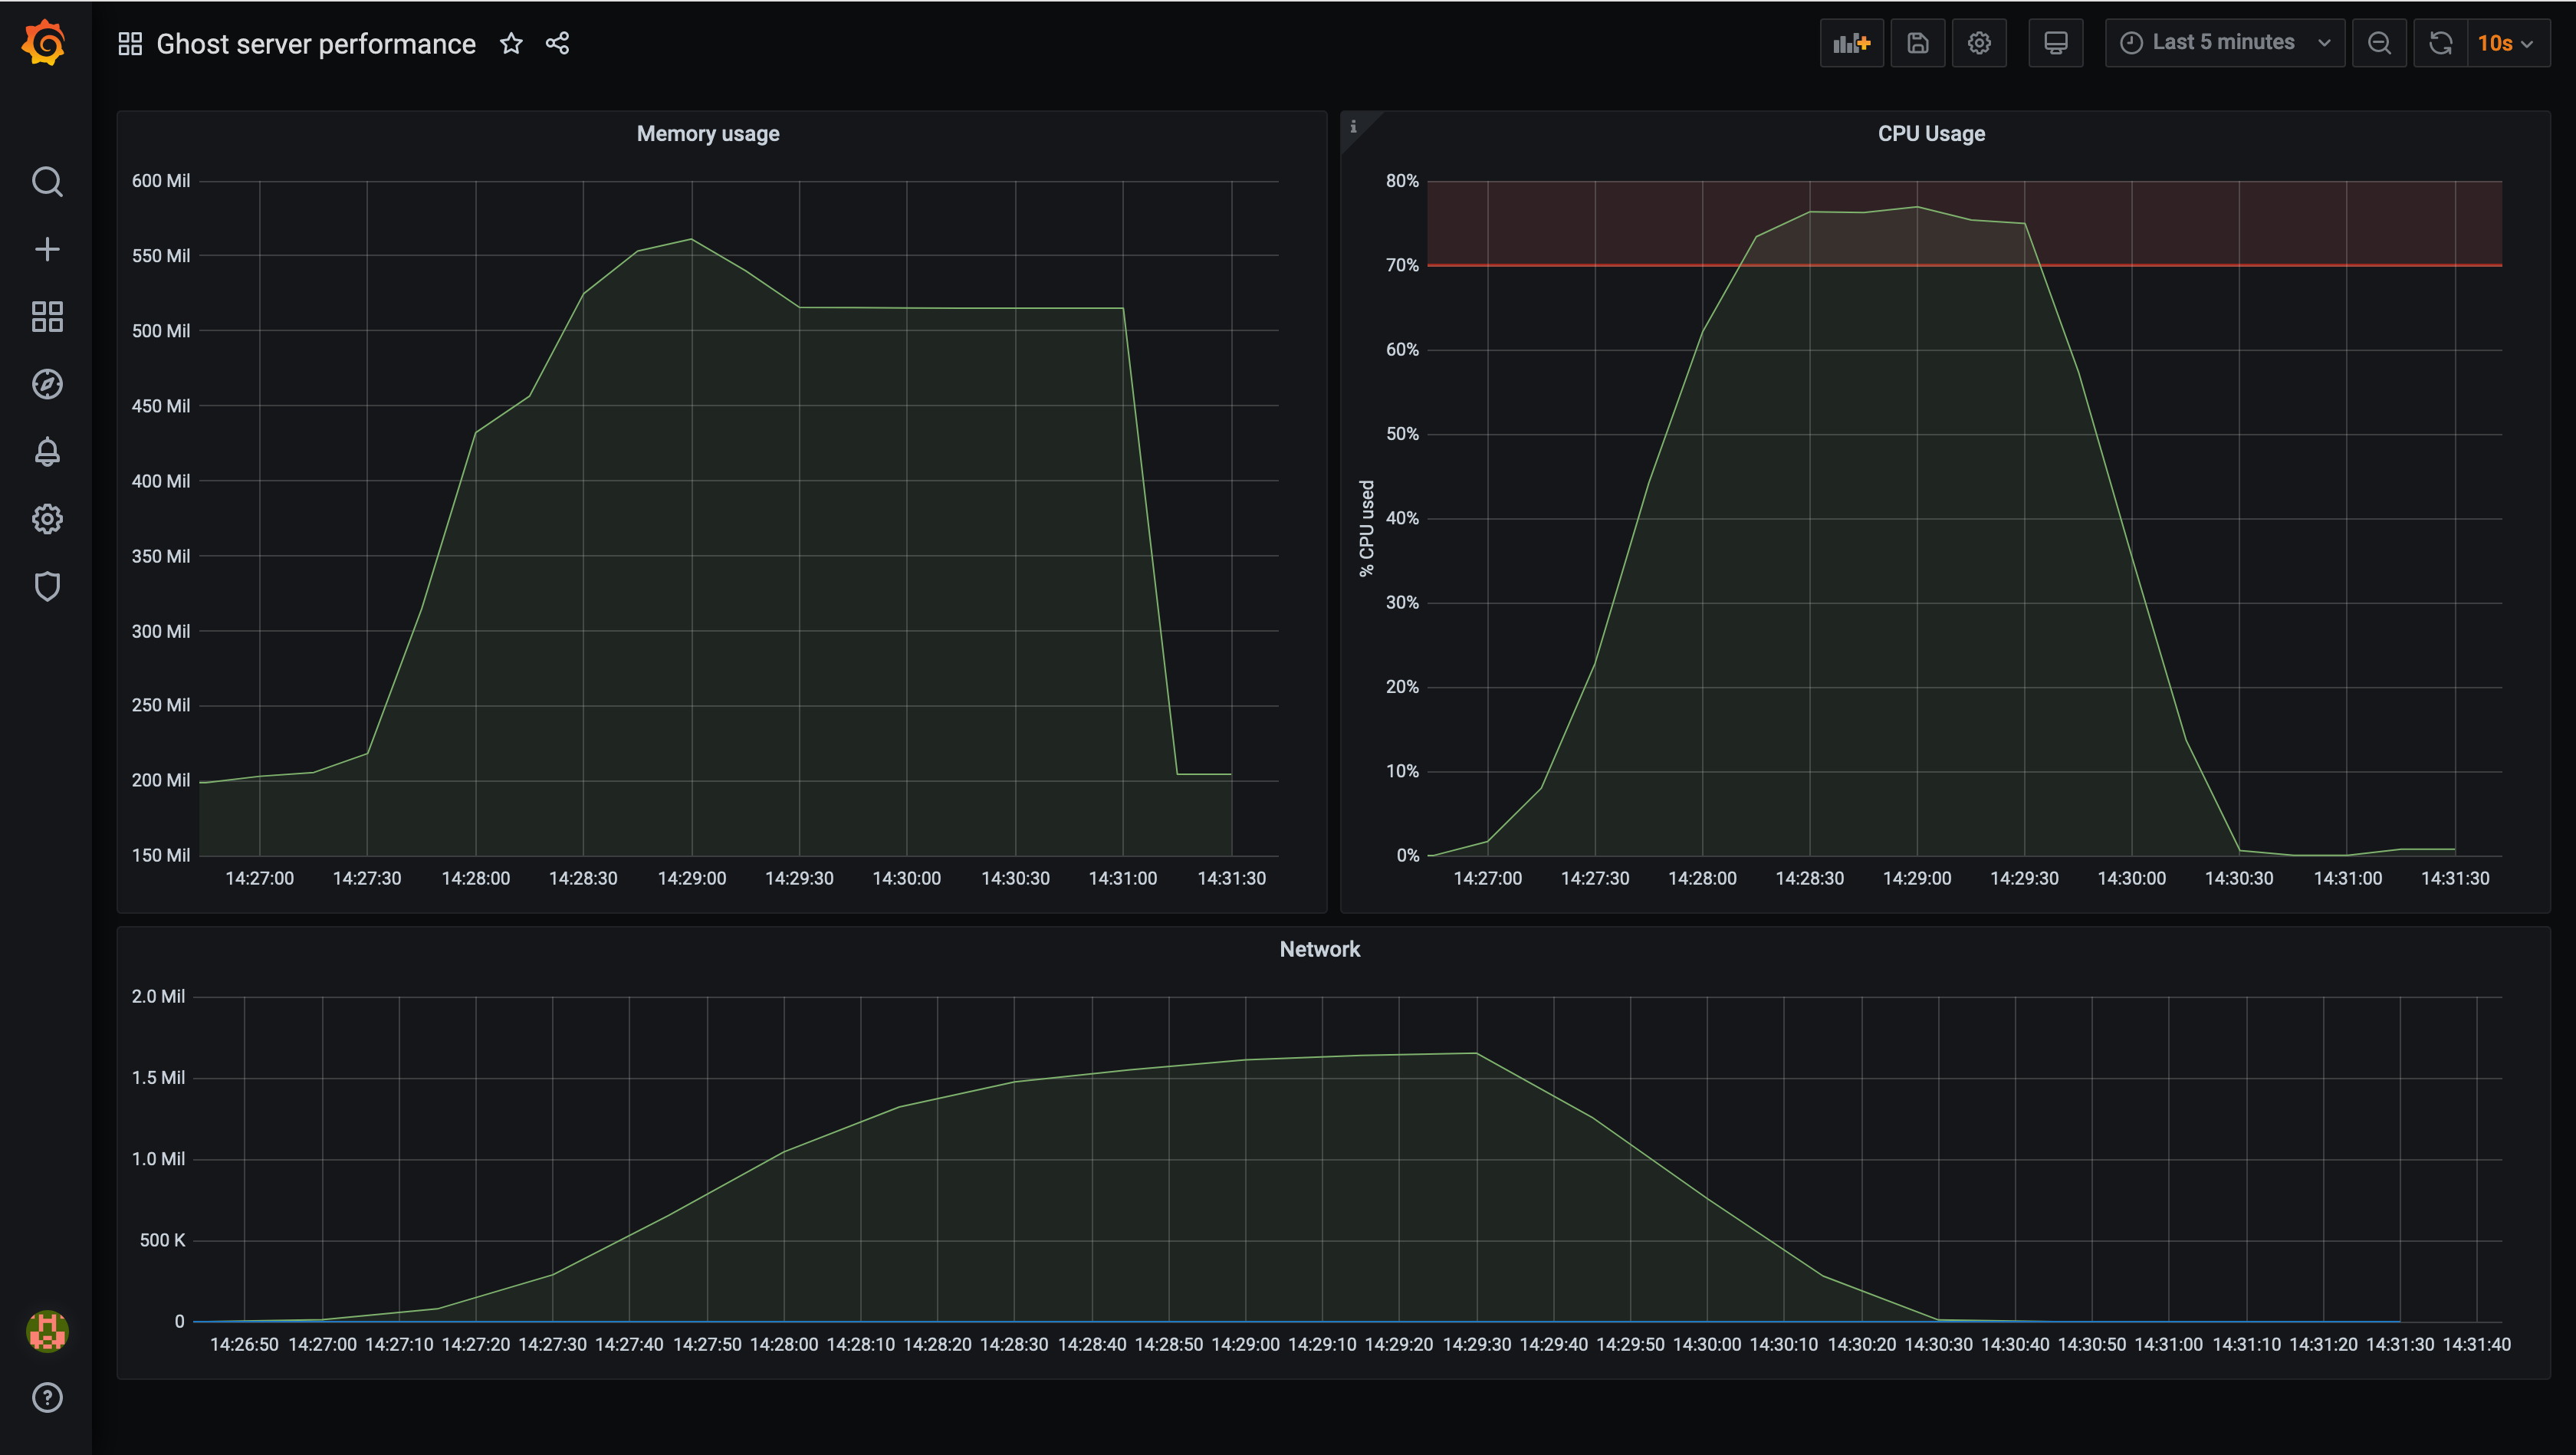 Ghost server performance
Last 5 minutes
10s
Memory usage
600 Mil
550 Mil
500 Mil
450 Mil
400 Mil
350 Mil
300 Mil
250 Mil
200 Mil
150 Mil
14:27:00 14:27:30 14:28:00 14:28:30 14:29:00 14:29:30 14:30:00 14:30:30 14:31:00 14:31:30
i
CPU Usage
% CPU used
80%
70%
60%
50%
40%
30%
20%
10%
0%
14:27:00 14:27:30 14:28:00 14:28:30 14:29:00 14:29:30 14:30:00 14:30:30 14:31:00 14:31:30
Network
2.0 Mil
1.5 Mil
1.0 Mil
500 K
0
14:26:50 14:27:00 14:27:10 14:27:20 14:27:30 14:27:40 14:27:50 14:28:00 14:28:10 14:28:20 14:28:30 14:28:40 14:28:50 14:29:00 14:29:10 14:29:20 14:29:30 14:29:40 14:29:50 14:30:00 14:30:10 14:30:20 14:30:30 14:30:40 14:30:50 14:31:00 14:31:10 14:31:20 14:31:30 14:31:40
?